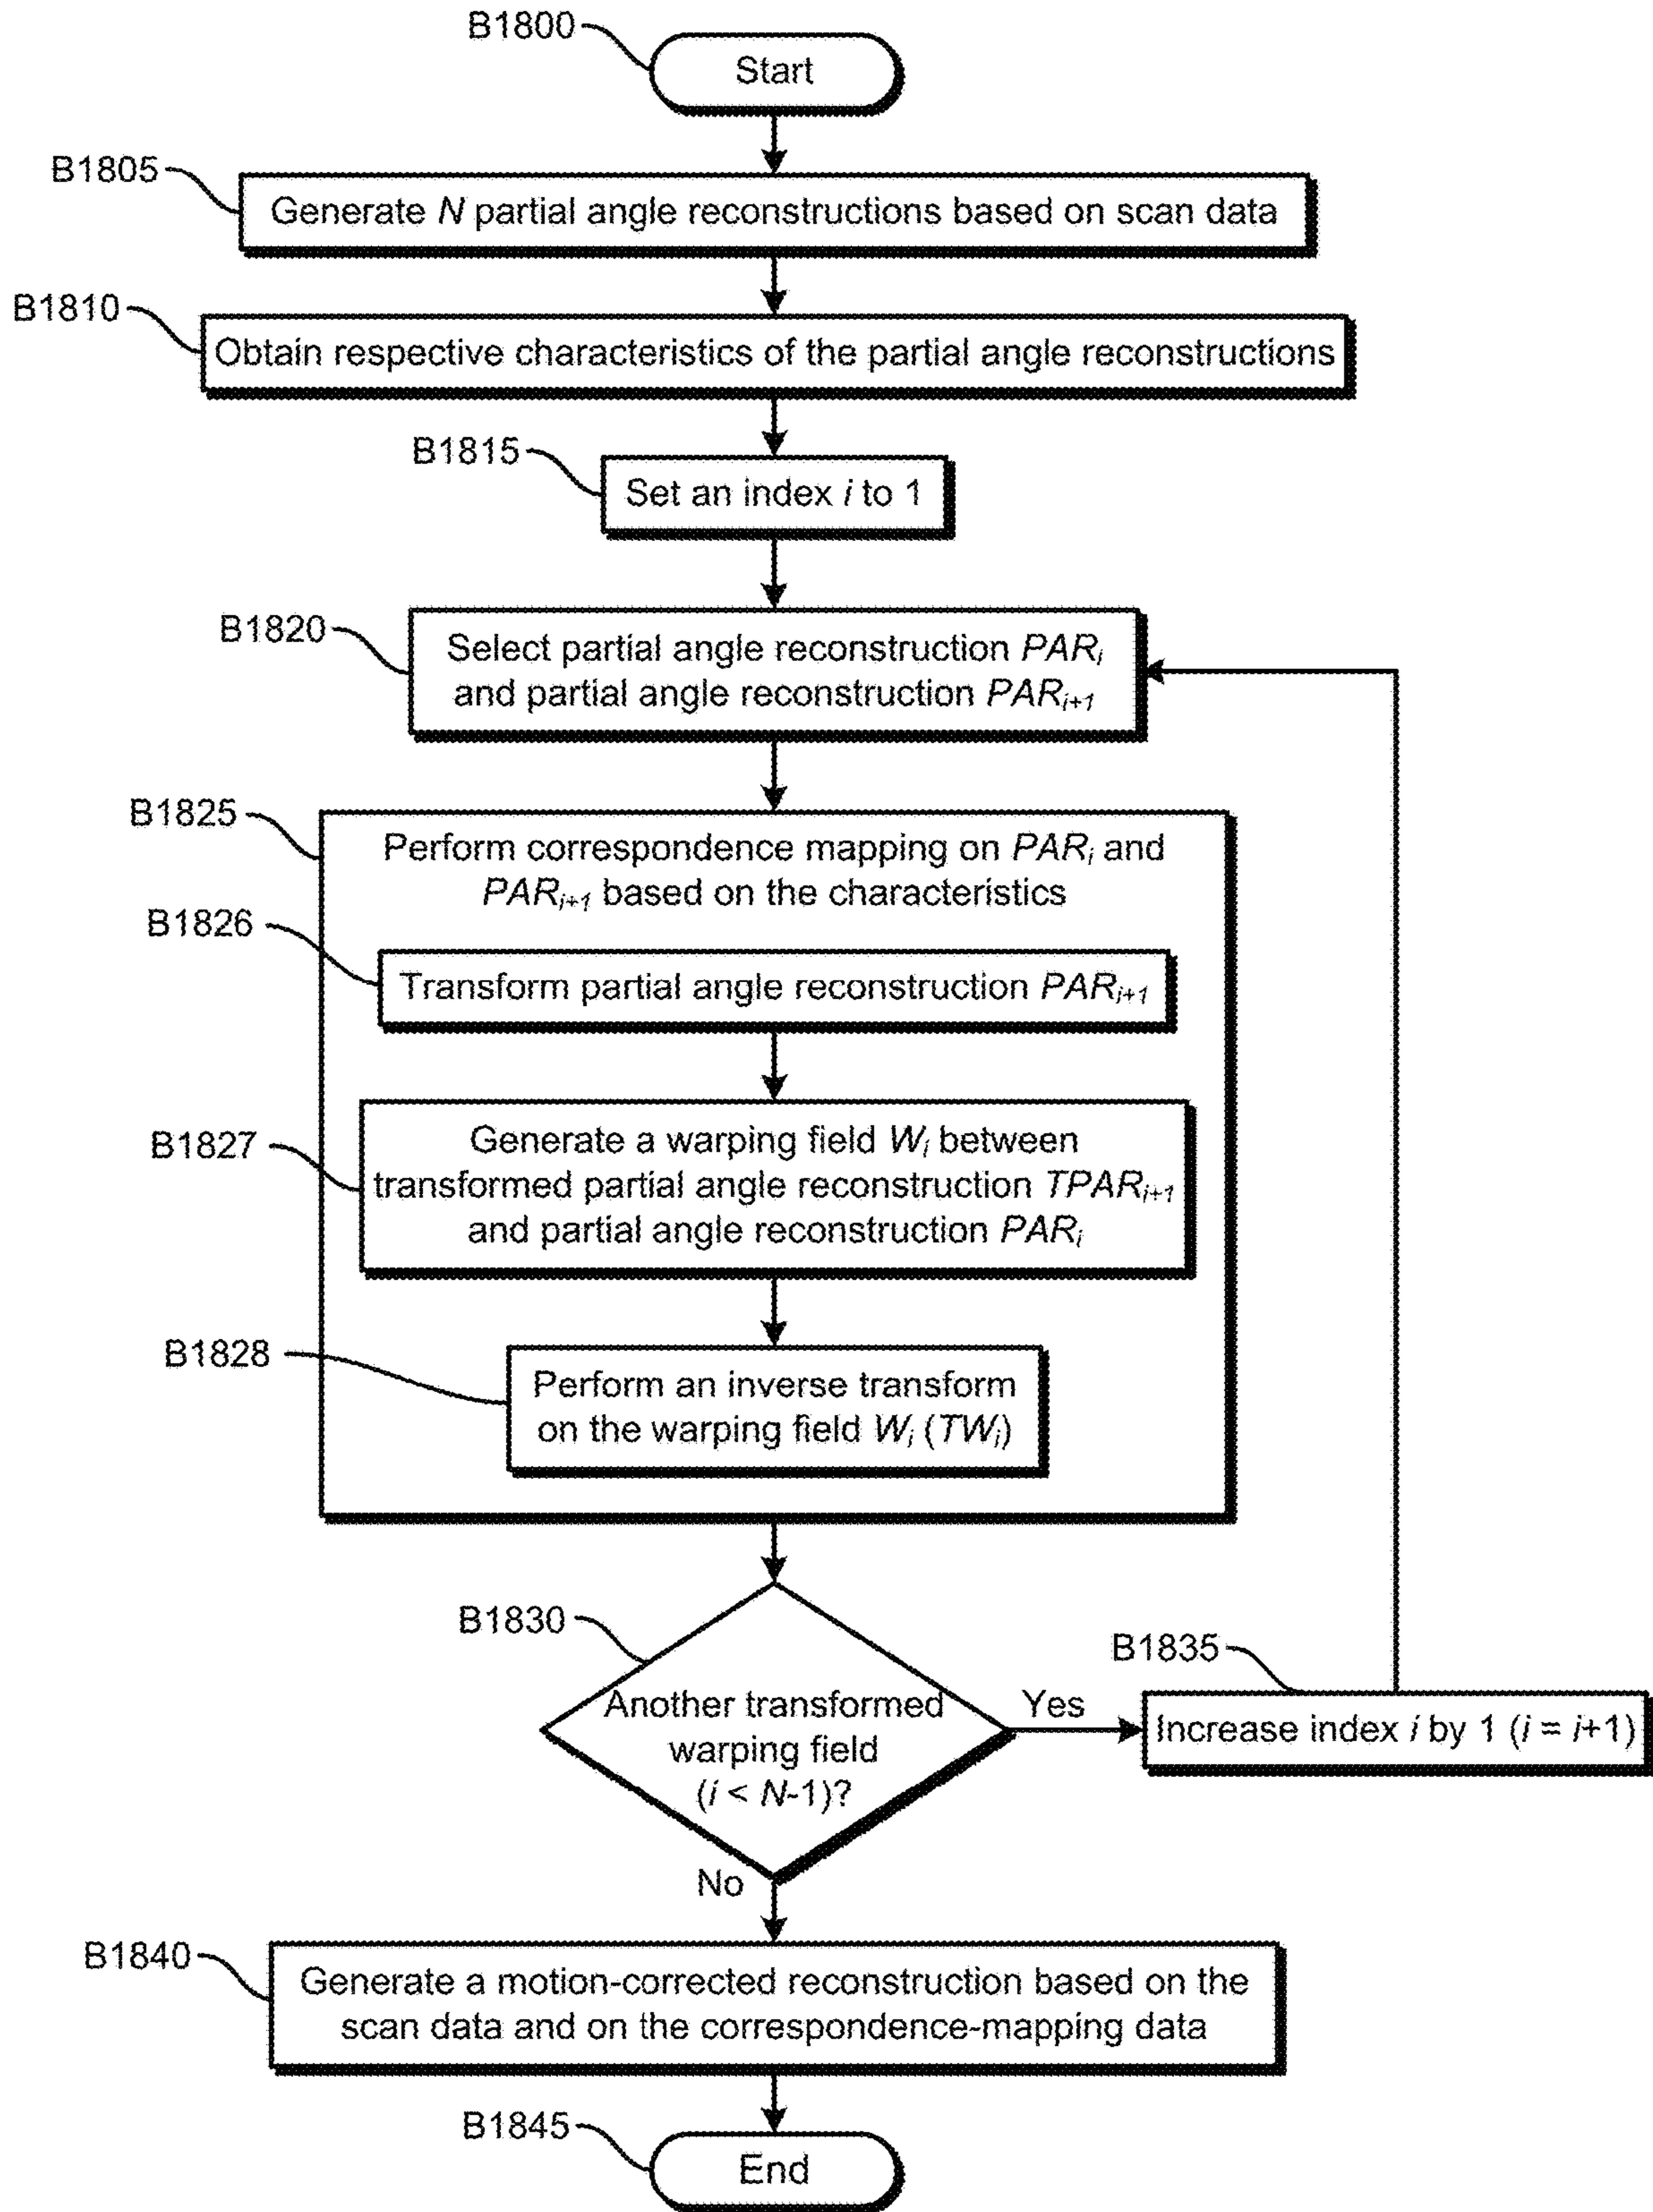 B1800
Start
B1805
Generate N partial angle reconstructions based on scan data
B1810
Obtain respective characteristics of the partial angle reconstructions
B1815
Set an index i to 1
B1820
Select partial angle reconstruction PARi
and partial angle reconstruction PARi+1
B1825
Perform correspondence mapping on PARi and
PARi+1 based on the characteristics
B1826
Transform partial angle reconstruction PARi+1
B1827
Generate a warping field Wi between
transformed partial angle reconstruction TPARi+1
and partial angle reconstruction PARi
B1828
Perform an inverse transform
on the warping field Wi (TWi)
B1830
Another transformed
warping field
(i < N-1)?
Yes
B1835
Increase index i by 1 (i = i+1)
No
B1840
Generate a motion-corrected reconstruction based on the
scan data and on the correspondence-mapping data
B1845
End